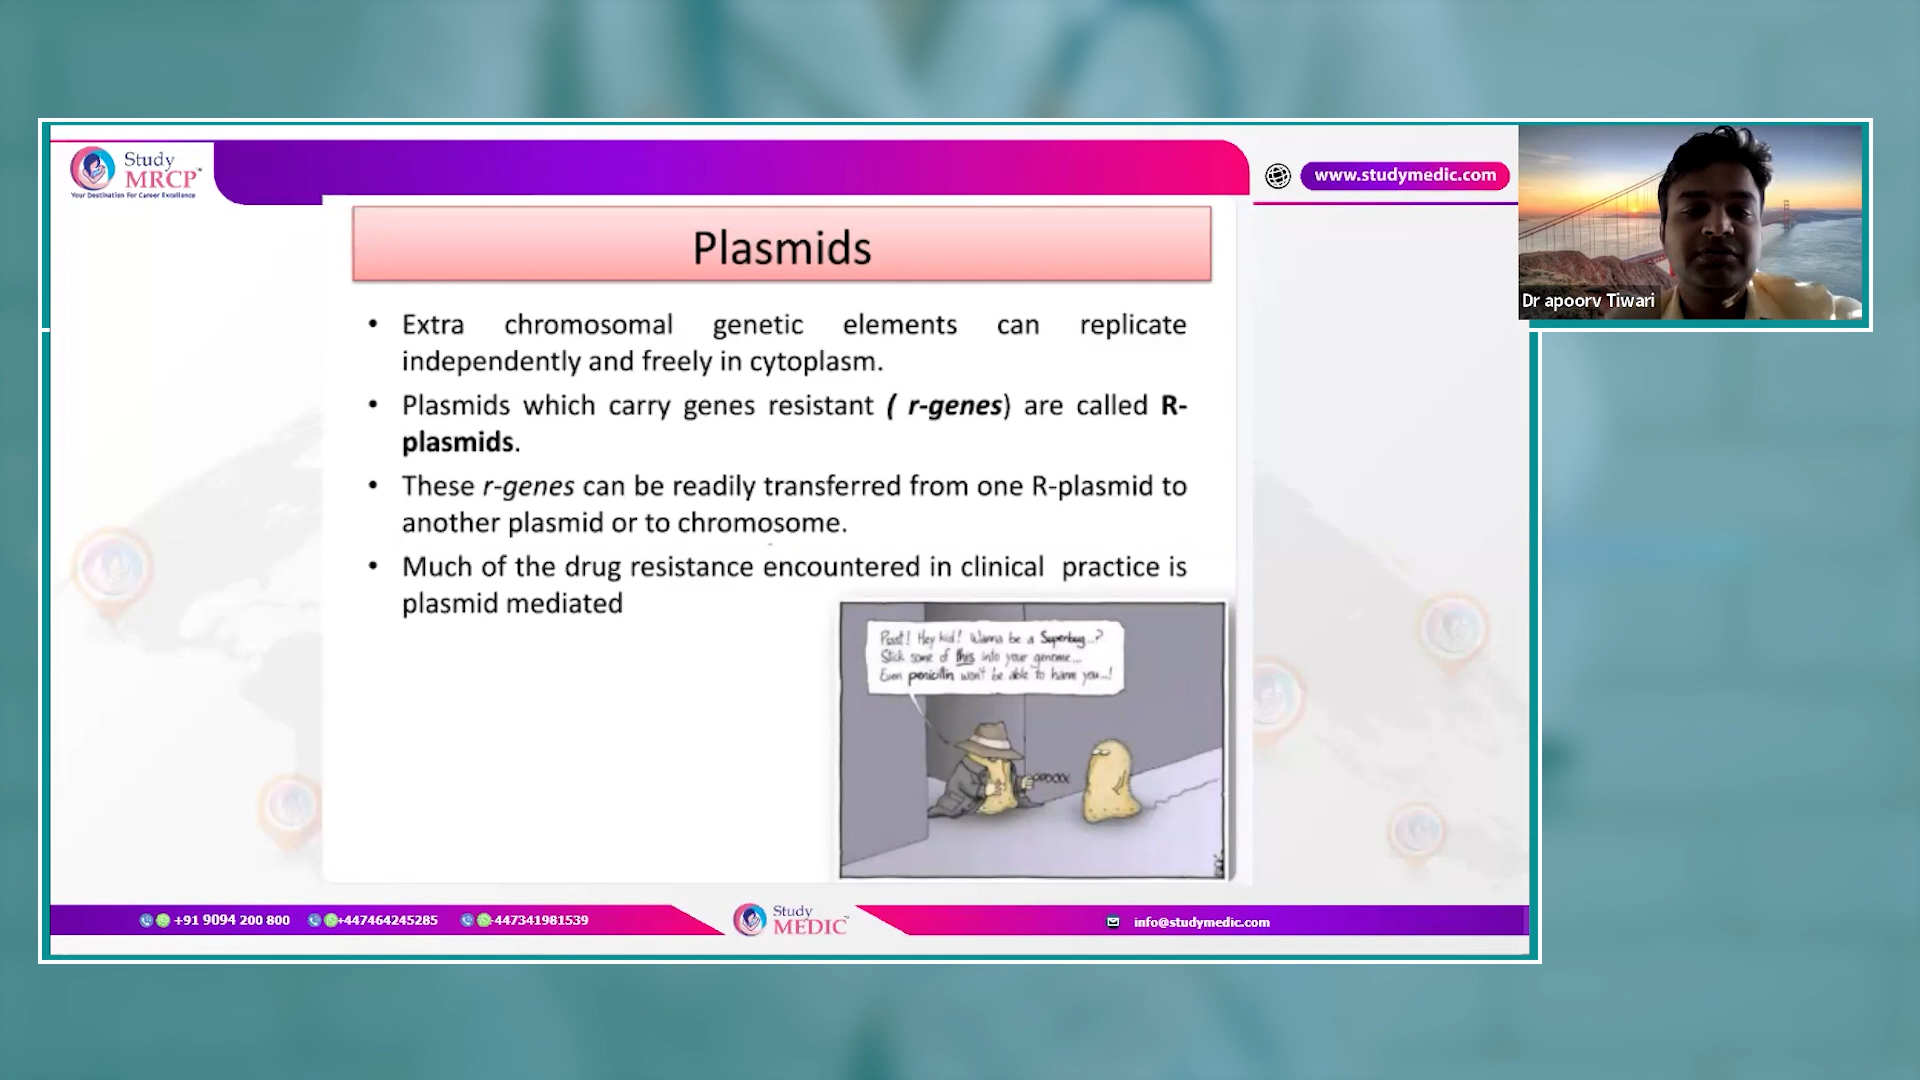 Study
MRCP™
Your Destination For Career Excellence
www.studymedic.com
Dr apoorv Tiwari
Plasmids
• Extra chromosomal genetic elements can replicate
independently and freely in cytoplasm.
• Plasmids which carry genes resistant ( r-genes) are called R-
plasmids.
• These r-genes can be readily transferred from one R-plasmid to
another plasmid or to chromosome.
• Much of the drug resistance encountered in clinical practice is
plasmid mediated
Psst! Hey kid! Wanna be a Superbug...?
Stick some of this into your genome...
Even penicillin won't be able to harm you...!
+91 9094 200 800
+447464245285
447341981539
Study
MEDIC™
info@studymedic.com